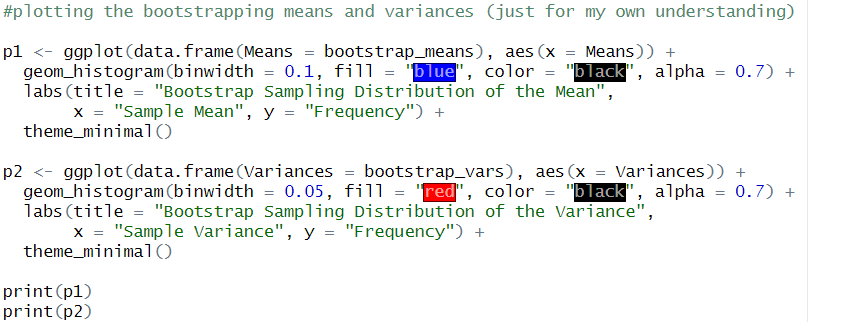 #plotting the bootstrapping means and variances (just for my own understanding)
p1 <- ggplot(data.frame(Means = bootstrap_means), aes(x = Means)) +
  geom_histogram(binwidth = 0.1, fill = "blue", color = "black", alpha = 0.7) +
  labs(title = "Bootstrap Sampling Distribution of the Mean",
       x = "Sample Mean", y = "Frequency") +
  theme_minimal()
p2 <- ggplot(data.frame(Variances = bootstrap_vars), aes(x = Variances)) +
  geom_histogram(binwidth = 0.05, fill = "red", color = "black", alpha = 0.7) +
  labs(title = "Bootstrap Sampling Distribution of the Variance",
       x = "Sample Variance", y = "Frequency") +
  theme_minimal()
print(p1)
print(p2)